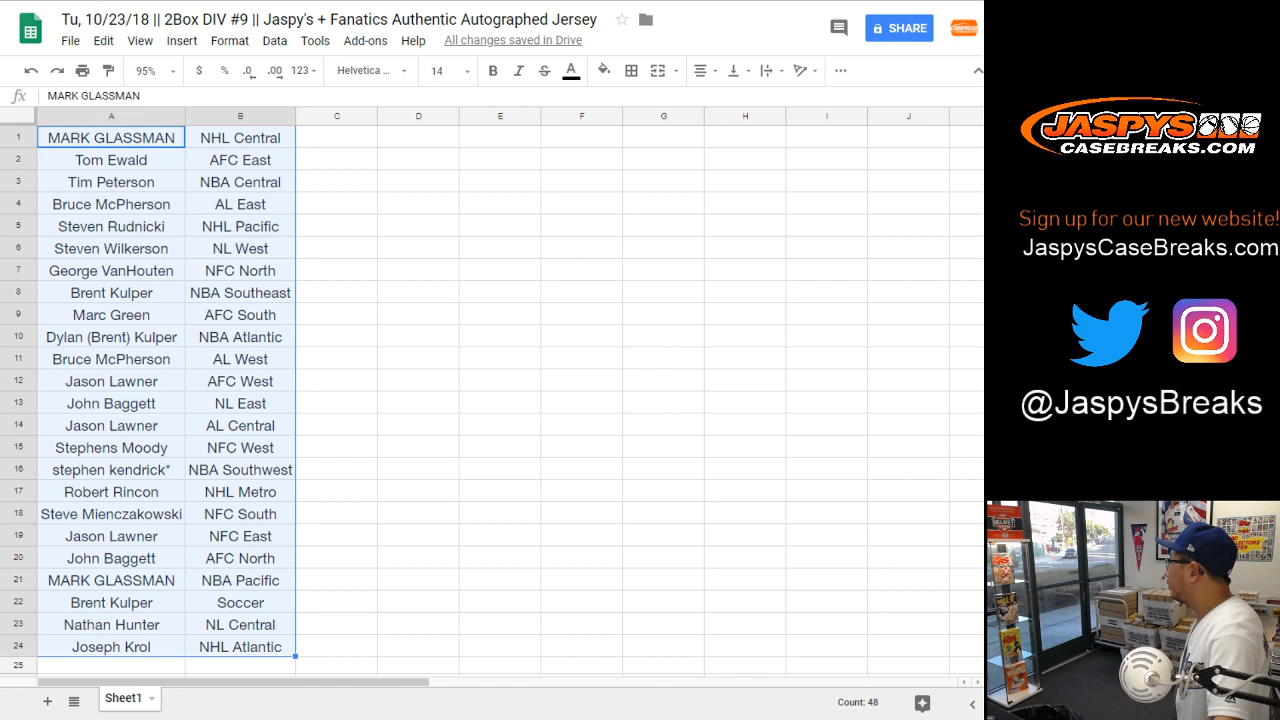 Tu, 10/23/18 || 2Box DIV #9 || Jaspy's + Fanatics Authentic Autographed Jersey
SHARE
File Edit View Insert Format Data Tools Add-ons Help All changes saved in Drive
95% $ % .0 .00 123 Helvetica ... 14 B I S A
fx MARK GLASSMAN
A B C D E F G H I J
1 MARK GLASSMAN NHL Central
2 Tom Ewald AFC East
3 Tim Peterson NBA Central
4 Bruce McPherson AL East
5 Steven Rudnicki NHL Pacific
6 Steven Wilkerson NL West
7 George VanHouten NFC North
8 Brent Kulper NBA Southeast
9 Marc Green AFC South
10 Dylan (Brent) Kulper NBA Atlantic
11 Bruce McPherson AL West
12 Jason Lawner AFC West
13 John Baggett NL East
14 Jason Lawner AL Central
15 Stephens Moody NFC West
16 stephen kendrick* NBA Southwest
17 Robert Rincon NHL Metro
18 Steve Mienczakowski NFC South
19 Jason Lawner NFC East
20 John Baggett AFC North
21 MARK GLASSMAN NBA Pacific
22 Brent Kulper Soccer
23 Nathan Hunter NL Central
24 Joseph Krol NHL Atlantic
25
Sheet1
Count: 48
JASPYS
CASEBREAKS.COM
Sign up for our new website!
JaspysCaseBreaks.com
@JaspysBreaks